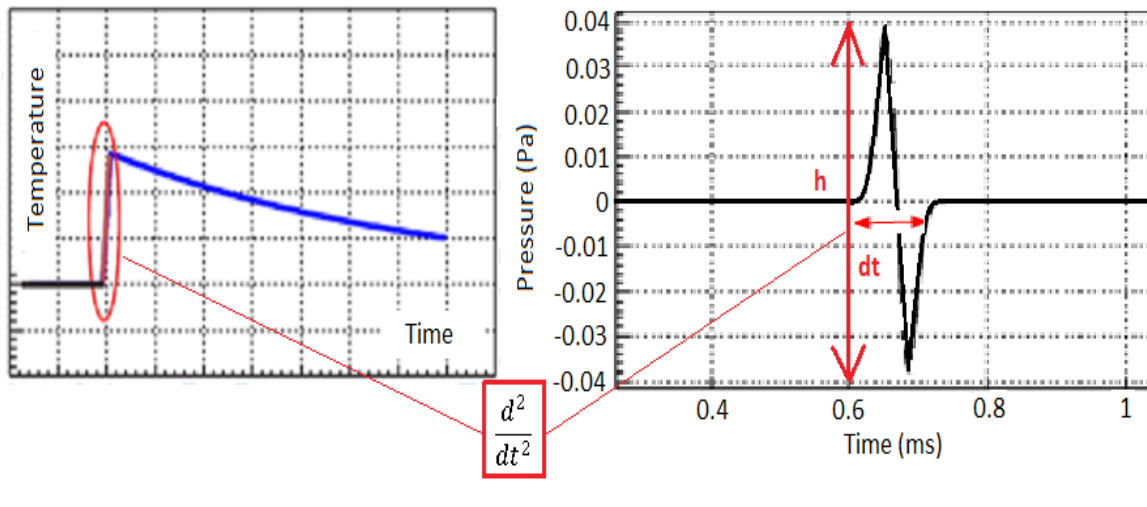 Temperature
Time
d²
dt²
Pressure (Pa)
0.04
0.03
0.02
0.01
0
-0.01
-0.02
-0.03
-0.04
h
dt
0.4 0.6 0.8 1
Time (ms)